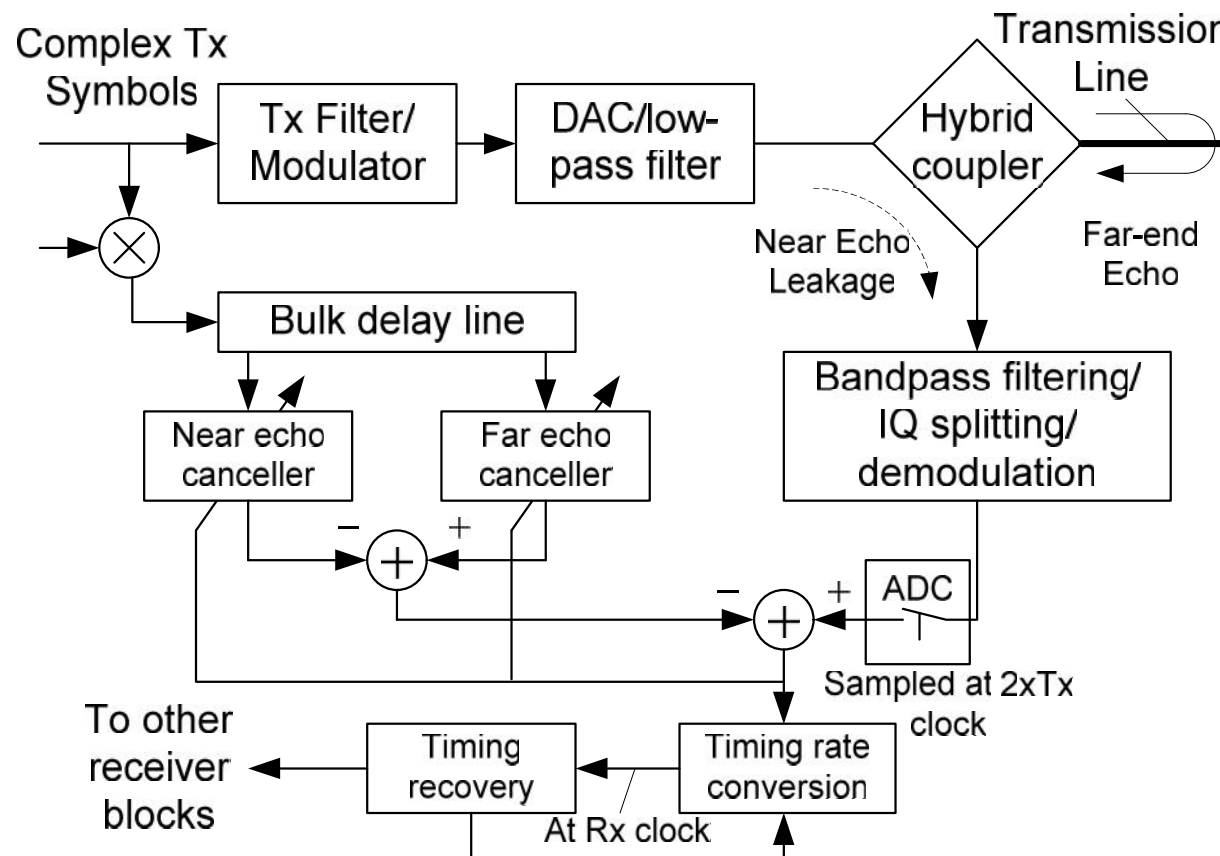 Complex Tx
Symbols
Tx Filter/
Modulator
DAC/low-
pass filter
Hybrid
coupler
Transmission
Line
Near Echo
Leakage
Far-end
Echo
Bulk delay line
Near echo
canceller
Far echo
canceller
Bandpass filtering/
IQ splitting/
demodulation
−
+
+
−
+
+
ADC
Sampled at 2xTx
clock
To other
receiver
blocks
Timing
recovery
Timing rate
conversion
At Rx clock